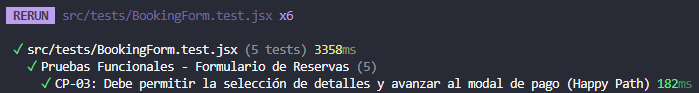 RERUN src/tests/BookingForm.test.jsx x6
✓ src/tests/BookingForm.test.jsx (5 tests) 3358ms
✓ Pruebas Funcionales - Formulario de Reservas (5)
✓ CP-03: Debe permitir la selección de detalles y avanzar al modal de pago (Happy Path) 182ms